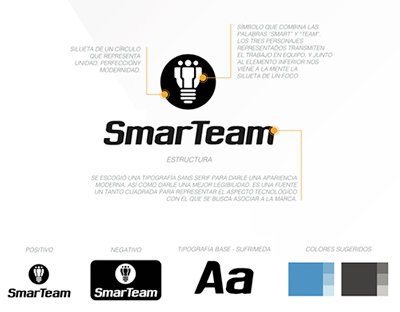 SILUETA DE UN CÍRCULO
QUE REPRESENTA
UNIDAD, PERFECCIÓNY
MODERNIDAD.
SÍMBOLO QUE COMBINA LAS
PALABRAS "SMART" Y "TEAM".
LOS TRES PERSONAJES
REPRESENTADOS TRANSMITEN
EL TRABAJO EN EQUIPO, Y JUNTO
AL ELEMENTO INFERIOR NOS
VIENE A LA MENTE LA
SILUETA DE UN FOCO.
SmarTeam
ESTRUCTURA
SE ESCOGIÓ UNA TIPOGRAFÍA SANS SERIF PARA DARLE UNA APARIENCIA
MODERNA, ASÍ COMO DARLE UNA MEJOR LEGIBILIDAD. ES UNA FUENTE
UN TANTO CUADRADA PARA REPRESENTAR EL ASPECTO TECNOLÓGICO
CON EL QUE SE BUSCA ASOCIAR A LA MARCA.
POSITIVO
NEGATIVO
TIPOGRAFÍA BASE - SUFRIMEDA
COLORES SUGERIDOS
SmarTeam
SmarTeam
Aa